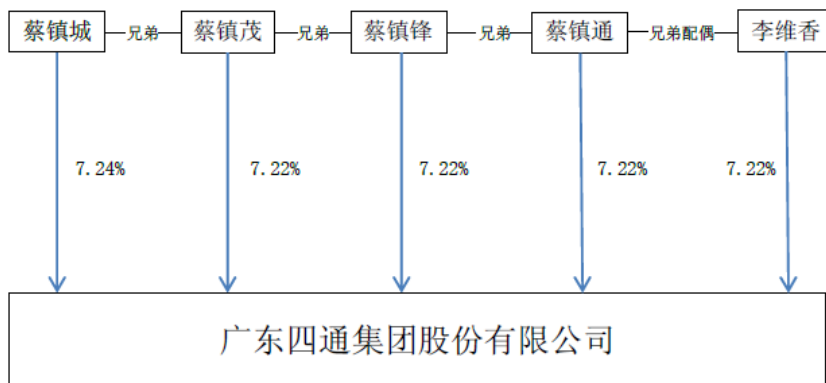 蔡镇城 兄弟 蔡镇茂 兄弟 蔡镇锋 兄弟 蔡镇通 兄弟配偶 李维香
7.24% 7.22% 7.22% 7.22% 7.22%
广东四通集团股份有限公司